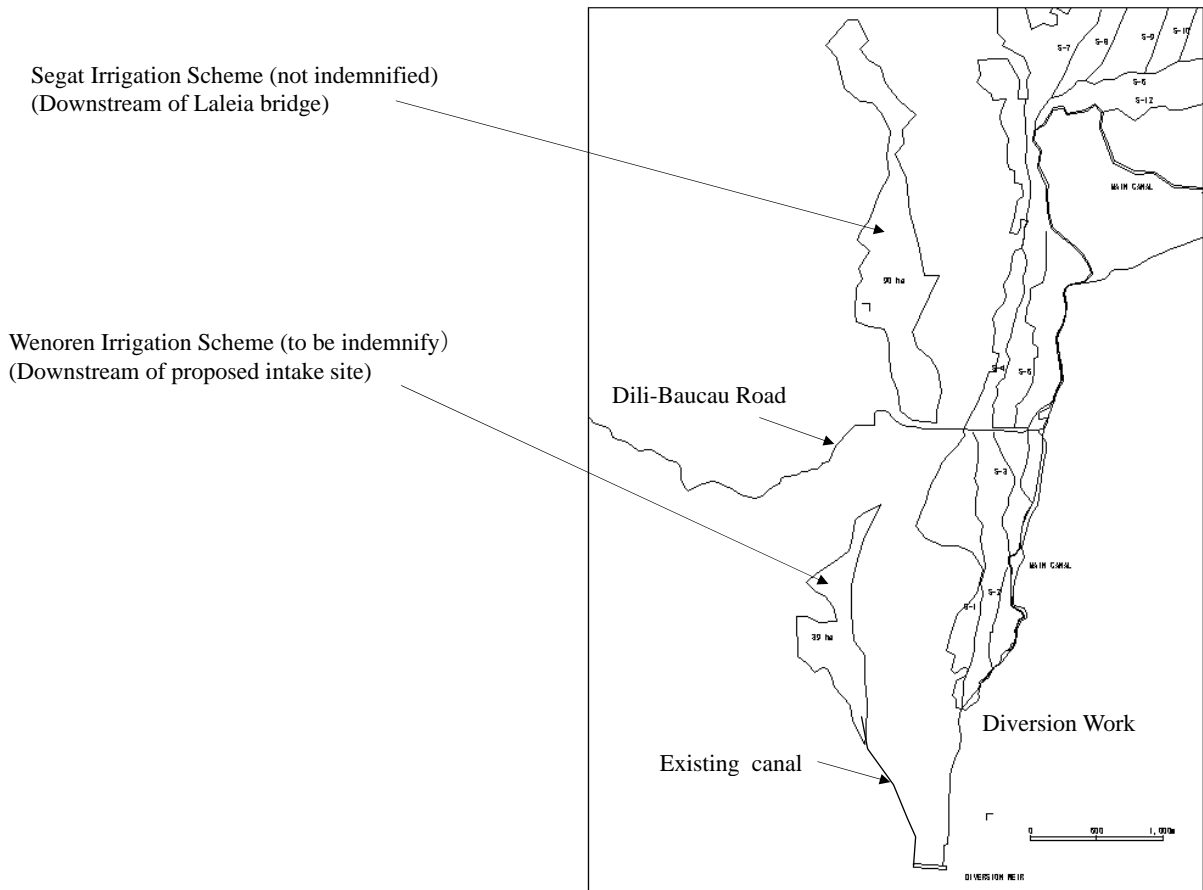 Segat Irrigation Scheme (not indemnified)
(Downstream of Laleia bridge)
Wenoren Irrigation Scheme (to be indemnify)
(Downstream of proposed intake site)
Dili-Baucau Road
Existing canal
Diversion Work
S-7
S-8
S-9
S-10
S-6
S-12
MAIN CANAL
90 ha
S-4
S-5
S-3
MAIN CANAL
S-1
S-2
39 ha
0
500
1,000m
DIVERSION WEIR